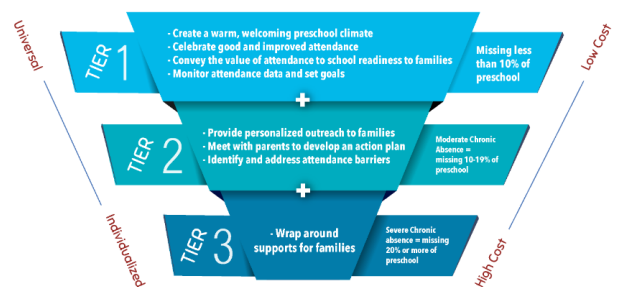 Universal
Low Cost
TIER 1
- Create a warm, welcoming preschool climate
- Celebrate good and improved attendance
- Convey the value of attendance to school readiness to families
- Monitor attendance data and set goals
Missing less
than 10% of
preschool
+
TIER 2
- Provide personalized outreach to families
- Meet with parents to develop an action plan
- Identify and address attendance barriers
Moderate Chronic
Absence =
missing 10-19% of
preschool
+
TIER 3
- Wrap around
supports for families
Severe Chronic
absence = missing
20% or more of
preschool
Individualized
High Cost